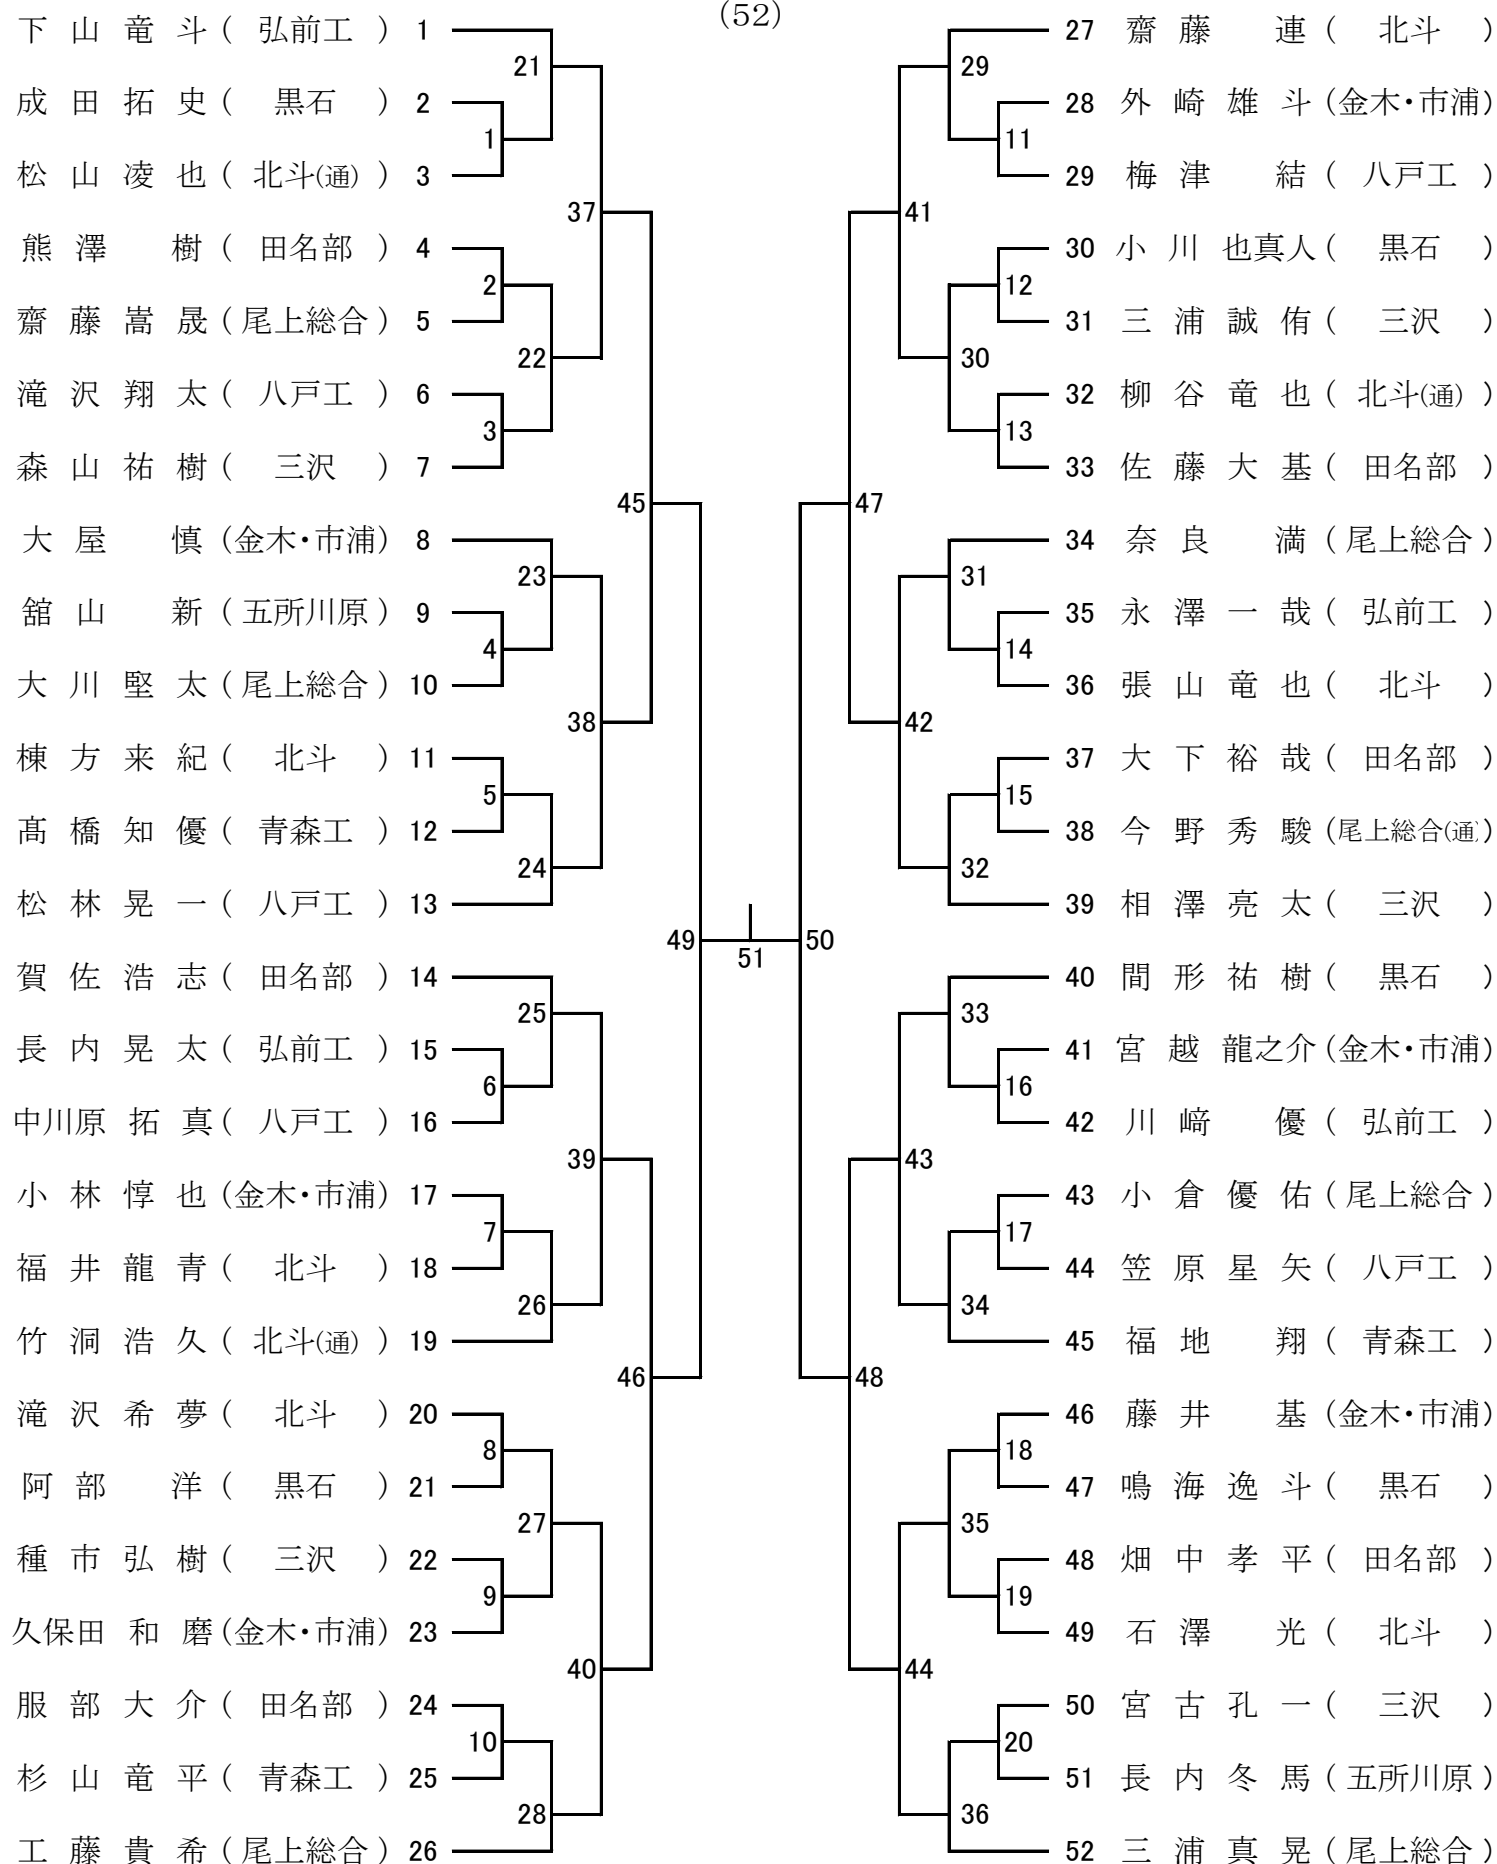 (52)
下山竜斗（ 弘前工 ）1
21
成田拓史（ 黒石 ）2
1
松山凌也（ 北斗(通) ）3
37
熊澤 樹（ 田名部 ）4
2
齋藤嵩晟（尾上総合）5
22
滝沢翔太（ 八戸工 ）6
3
森山祐樹（ 三沢 ）7
45
大屋 慎（金木・市浦）8
23
舘山 新（五所川原）9
4
大川堅太（尾上総合）10
38
棟方来紀（ 北斗 ）11
5
髙橋知優（ 青森工 ）12
24
松林晃一（ 八戸工 ）13
49
賀佐浩志（ 田名部 ）14
25
長内晃太（ 弘前工 ）15
6
中川原拓真（ 八戸工 ）16
39
小林惇也（金木・市浦）17
7
福井龍青（ 北斗 ）18
26
竹洞浩久（ 北斗(通) ）19
46
滝沢希夢（ 北斗 ）20
8
阿部 洋（ 黒石 ）21
27
種市弘樹（ 三沢 ）22
9
久保田和磨（金木・市浦）23
40
服部大介（ 田名部 ）24
10
杉山竜平（ 青森工 ）25
28
工藤貴希（尾上総合）26
51
27 齋藤 連（ 北斗 ）
29
28 外崎雄斗（金木・市浦）
11
29 梅津 結（ 八戸工 ）
41
30 小川也真人（ 黒石 ）
12
31 三浦誠侑（ 三沢 ）
30
32 柳谷竜也（ 北斗(通) ）
13
33 佐藤大基（ 田名部 ）
47
34 奈良 満（尾上総合）
31
35 永澤一哉（ 弘前工 ）
14
36 張山竜也（ 北斗 ）
42
37 大下裕哉（ 田名部 ）
15
38 今野秀駿（尾上総合(通)）
32
39 相澤亮太（ 三沢 ）
50
40 間形祐樹（ 黒石 ）
33
41 宮越龍之介（金木・市浦）
16
42 川﨑 優（ 弘前工 ）
43
43 小倉優佑（尾上総合）
17
44 笠原星矢（ 八戸工 ）
34
45 福地 翔（ 青森工 ）
48
46 藤井 基（金木・市浦）
18
47 鳴海逸斗（ 黒石 ）
35
48 畑中孝平（ 田名部 ）
19
49 石澤 光（ 北斗 ）
44
50 宮古孔一（ 三沢 ）
20
51 長内冬馬（五所川原）
36
52 三浦真晃（尾上総合）